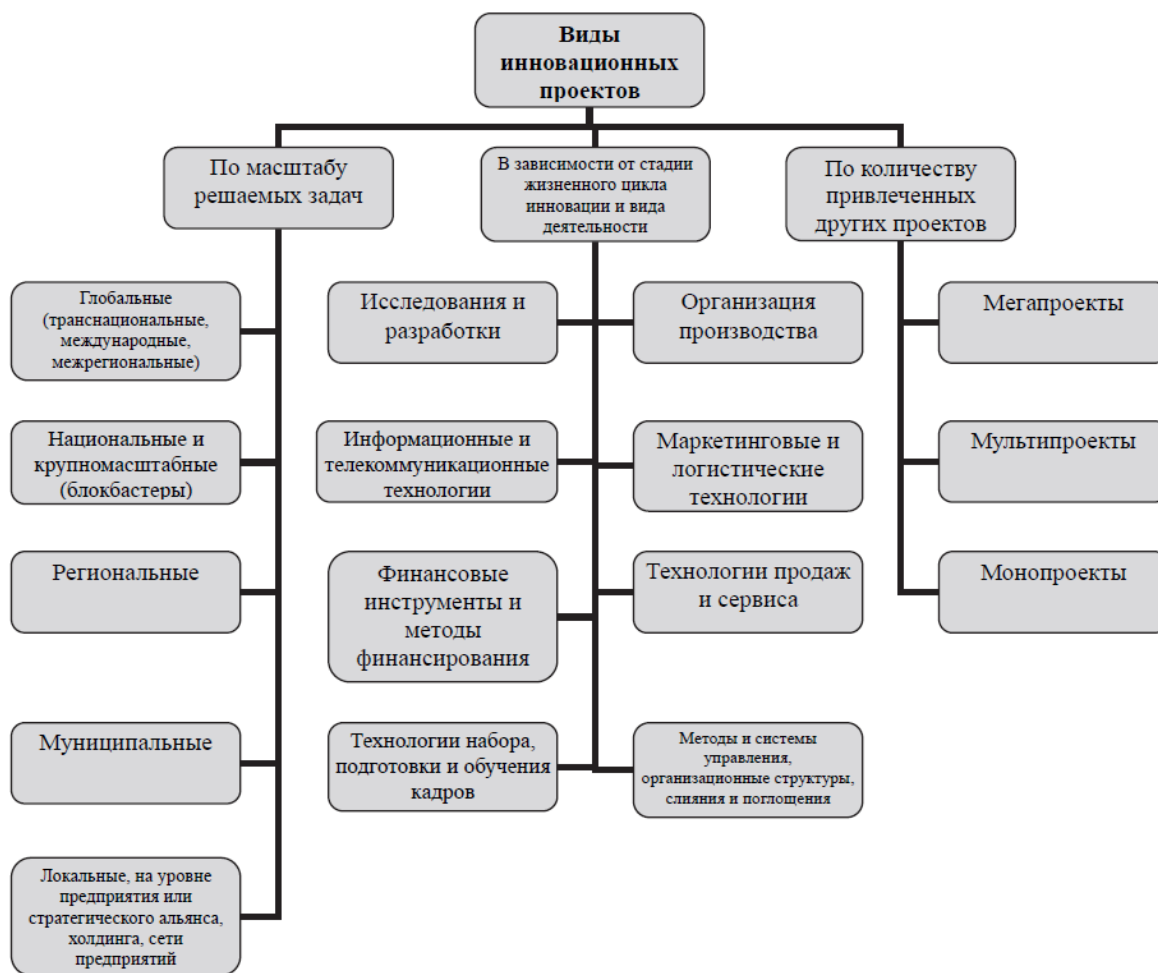 Виды
инновационных
проектов
По масштабу
решаемых задач
В зависимости от стадии
жизненного цикла
инновации и вида
деятельности
По количеству
привлеченных
других проектов
Глобальные
(транснациональные,
международные,
межрегиональные)
Национальные и
крупномасштабные
(блокбастеры)
Региональные
Муниципальные
Локальные, на уровне
предприятия или
стратегического альянса,
холдинга, сети
предприятий
Исследования и
разработки
Организация
производства
Информационные и
телекоммуникационные
технологии
Маркетинговые и
логистические
технологии
Финансовые
инструменты и
методы
финансирования
Технологии продаж
и сервиса
Технологии набора,
подготовки и обучения
кадров
Методы и системы
управления,
организационные структуры,
слияния и поглощения
Мегапроекты
Мультипроекты
Монопроекты